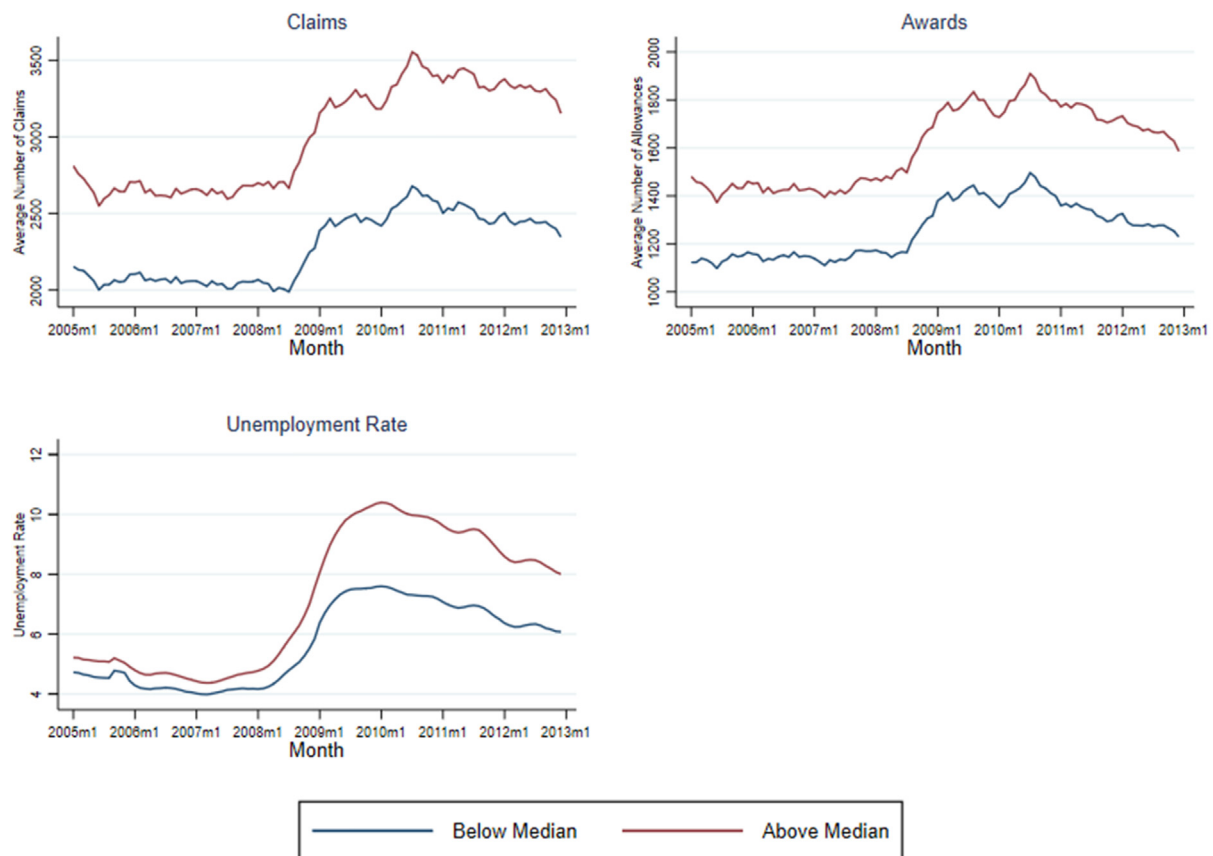 Claims
Average Number of Claims
3500
3000
2500
2000
2005m1 2006m1 2007m1 2008m1 2009m1 2010m1 2011m1 2012m1 2013m1
Month
Awards
Average Number of Allowances
2000
1800
1600
1400
1200
1000
2005m1 2006m1 2007m1 2008m1 2009m1 2010m1 2011m1 2012m1 2013m1
Month
Unemployment Rate
Unemployment Rate
12
10
8
6
4
2005m1 2006m1 2007m1 2008m1 2009m1 2010m1 2011m1 2012m1 2013m1
Month
Below Median Above Median